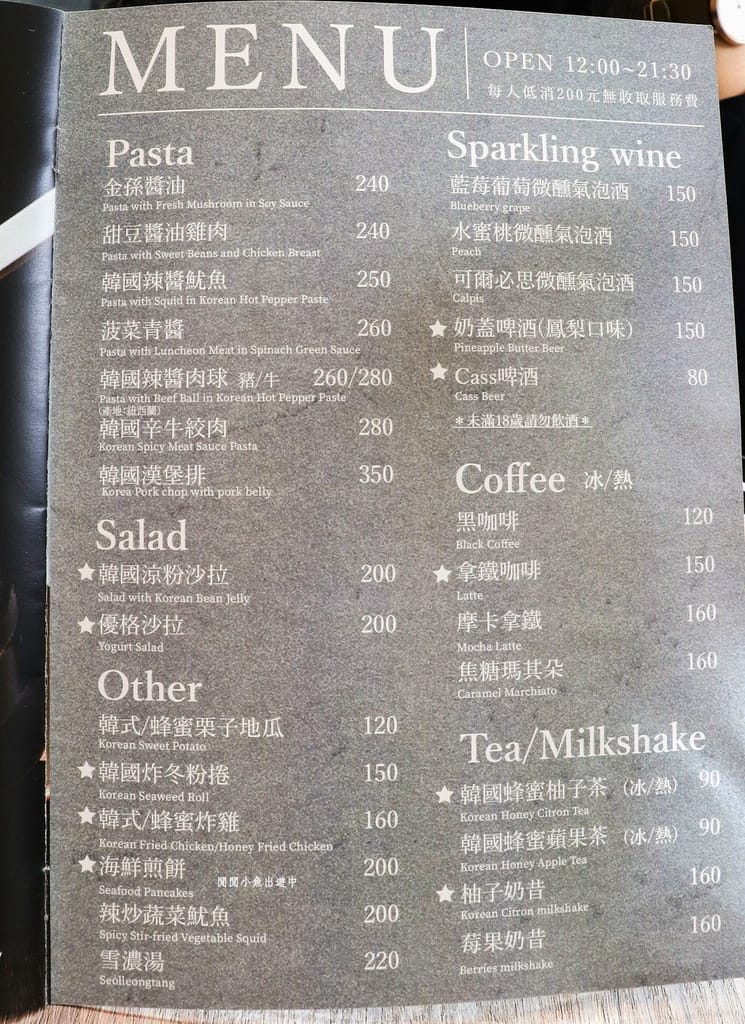 MENU
OPEN 12:00~21:30
每人低消200元無收取服務費
Pasta
金孫醬油 240
Pasta with Fresh Mushroom in Soy Sauce
甜豆醬油雞肉 240
Pasta with Sweet Beans and Chicken Breast
韓國辣醬魷魚 250
Pasta with Squid in Korean Hot Pepper Paste
菠菜青醬 260
Pasta with Luncheon Meat in Spinach Green Sauce
韓國辣醬肉球 豬/牛 260/280
Pasta with Beef Ball in Korean Hot Pepper Paste
(產地:紐西蘭)
韓國辛牛絞肉 280
Korean Spicy Meat Sauce Pasta
韓國漢堡排 350
Korea Pork chop with pork belly
Salad
★韓國涼粉沙拉 200
Salad with Korean Bean Jelly
★優格沙拉 200
Yogurt Salad
Other
韓式/蜂蜜栗子地瓜 120
Korean Sweet Potato
★韓國炸冬粉捲 150
Korean Seaweed Roll
★韓式/蜂蜜炸雞 160
Korean Fried Chicken/Honey Fried Chicken
★海鮮煎餅 200
Seafood Pancakes
閒閒小魚出遊中
辣炒蔬菜魷魚 200
Spicy Stir-fried Vegetable Squid
雪濃湯 220
Seolleongtang
Sparkling wine
藍莓葡萄微醺氣泡酒 150
Blueberry grape
水蜜桃微醺氣泡酒 150
Peach
可爾必思微醺氣泡酒 150
Calpis
★奶蓋啤酒(鳳梨口味) 150
Pineapple Butter Beer
★Cass啤酒 80
Cass Beer
＊未滿18歲請勿飲酒＊
Coffee 冰/熱
黑咖啡 120
Black Coffee
★拿鐵咖啡 150
Latte
摩卡拿鐵 160
Mocha Latte
焦糖瑪其朵 160
Caramel Marchiato
Tea/Milkshake
★韓國蜂蜜柚子茶 (冰/熱) 90
Korean Honey Citron Tea
韓國蜂蜜蘋果茶 (冰/熱) 90
Korean Honey Apple Tea
★柚子奶昔 160
Korean Citron milkshake
莓果奶昔 160
Berries milkshake